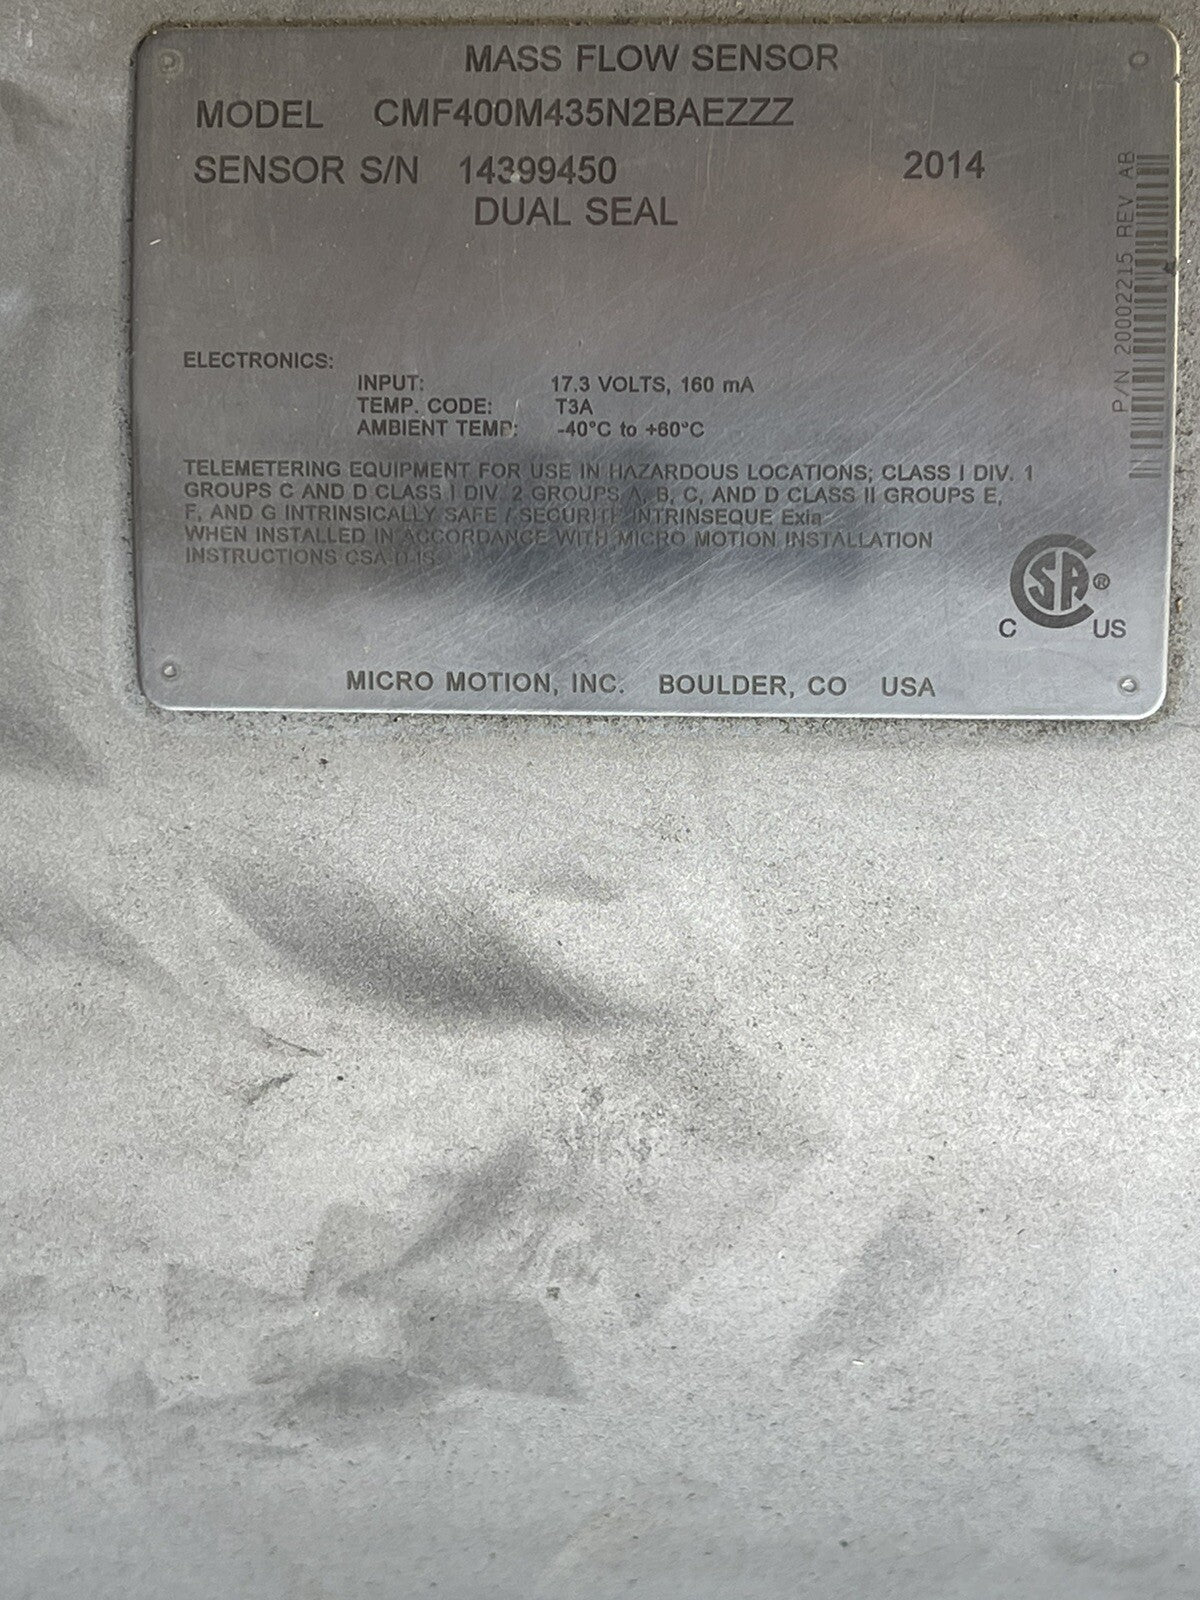 MASS FLOW SENSOR
MODEL CMF400M435N2BAEZZZ
SENSOR S/N 14399450 2014
DUAL SEAL
P/N 20002215 REV AB
ELECTRONICS:
INPUT: 17.3 VOLTS, 160 mA
TEMP. CODE: T3A
AMBIENT TEMP: -40°C to +60°C
TELEMETERING EQUIPMENT FOR USE IN HAZARDOUS LOCATIONS; CLASS I DIV. 1
GROUPS C AND D CLASS I DIV. 2 GROUPS A, B, C, AND D CLASS II GROUPS E,
F, AND G INTRINSICALLY SAFE / SECURITE INTRINSEQUE Exia
WHEN INSTALLED IN ACCORDANCE WITH MICRO MOTION INSTALLATION
INSTRUCTIONS CSA-D-IS
CSA ®
C US
MICRO MOTION, INC. BOULDER, CO USA